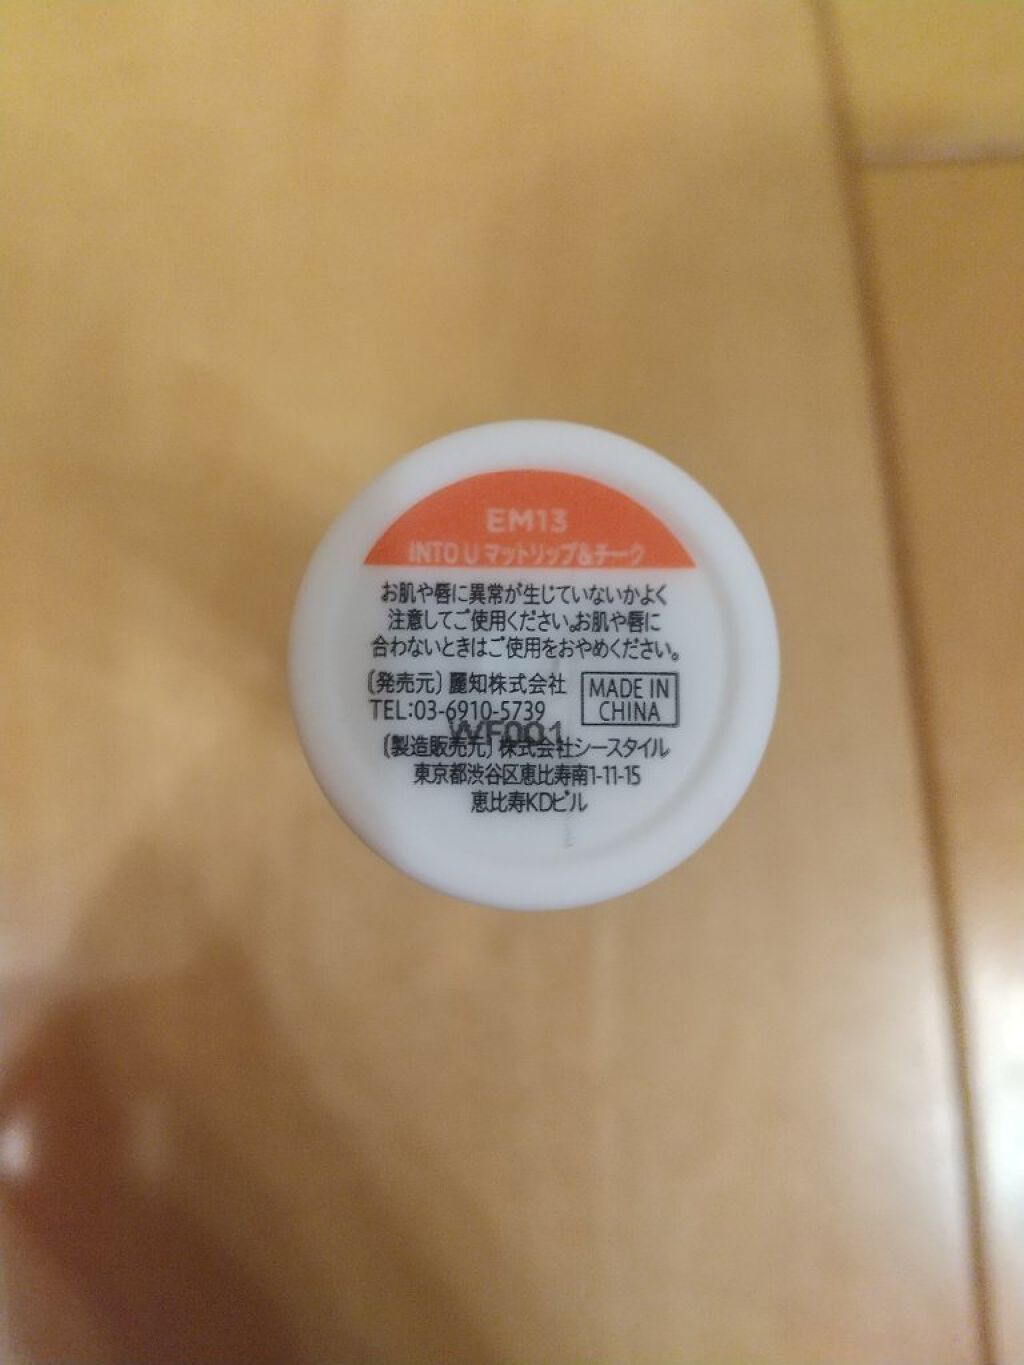 EM13
INTO U マットリップ&チーク
お肌や唇に異常が生じていないかよく
注意してご使用ください。お肌や唇に
合わないときはご使用をおやめください。
(発売元) 麗知株式会社
TEL:03-6910-5739
MADE IN
CHINA
WF001
(製造販売元) 株式会社シースタイル
東京都渋谷区恵比寿南1-11-15
恵比寿KDビル